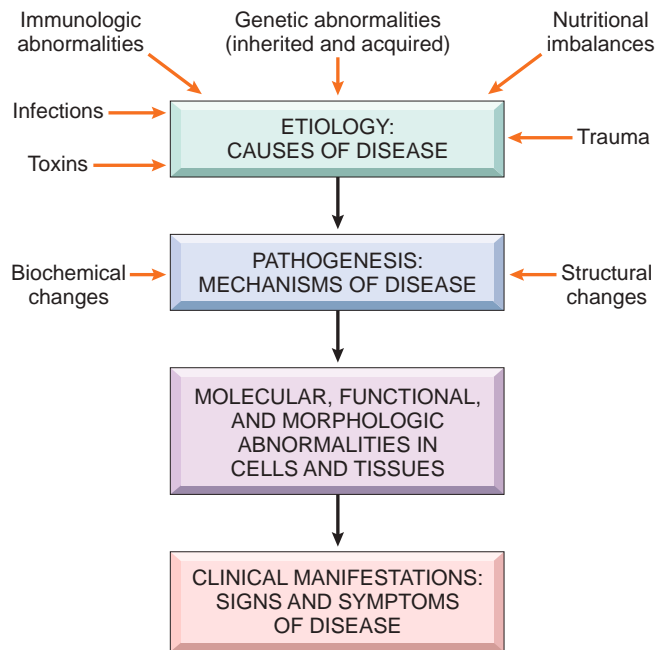 Immunologic
abnormalities
Genetic abnormalities
(inherited and acquired)
Nutritional
imbalances
Infections
Toxins
ETIOLOGY:
CAUSES OF DISEASE
Trauma
Biochemical
changes
PATHOGENESIS:
MECHANISMS OF DISEASE
Structural
changes
MOLECULAR, FUNCTIONAL,
AND MORPHOLOGIC
ABNORMALITIES IN
CELLS AND TISSUES
CLINICAL MANIFESTATIONS:
SIGNS AND SYMPTOMS
OF DISEASE